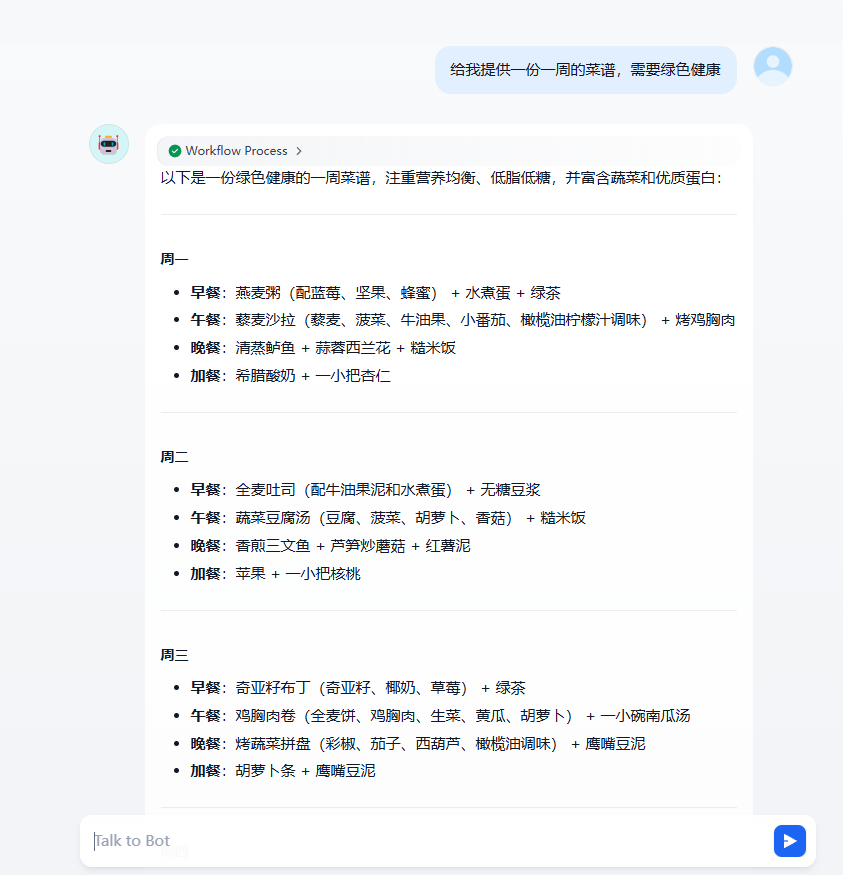 给我提供一份一周的菜谱，需要绿色健康
Workflow Process
以下是一份绿色健康的一周菜谱，注重营养均衡、低脂低糖，并富含蔬菜和优质蛋白：
周一
早餐：燕麦粥（配蓝莓、坚果、蜂蜜） + 水煮蛋 + 绿茶
午餐：藜麦沙拉（藜麦、菠菜、牛油果、小番茄、橄榄油柠檬汁调味） + 烤鸡胸肉
晚餐：清蒸鲈鱼 + 蒜蓉西兰花 + 糙米饭
加餐：希腊酸奶 + 一小把杏仁
周二
早餐：全麦吐司（配牛油果泥和水煮蛋） + 无糖豆浆
午餐：蔬菜豆腐汤（豆腐、菠菜、胡萝卜、香菇） + 糙米饭
晚餐：香煎三文鱼 + 芦笋炒蘑菇 + 红薯泥
加餐：苹果 + 一小把核桃
周三
早餐：奇亚籽布丁（奇亚籽、椰奶、草莓） + 绿茶
午餐：鸡胸肉卷（全麦饼、鸡胸肉、生菜、黄瓜、胡萝卜） + 一小碗南瓜汤
晚餐：烤蔬菜拼盘（彩椒、茄子、西葫芦、橄榄油调味） + 鹰嘴豆泥
加餐：胡萝卜条 + 鹰嘴豆泥
Talk to Bot